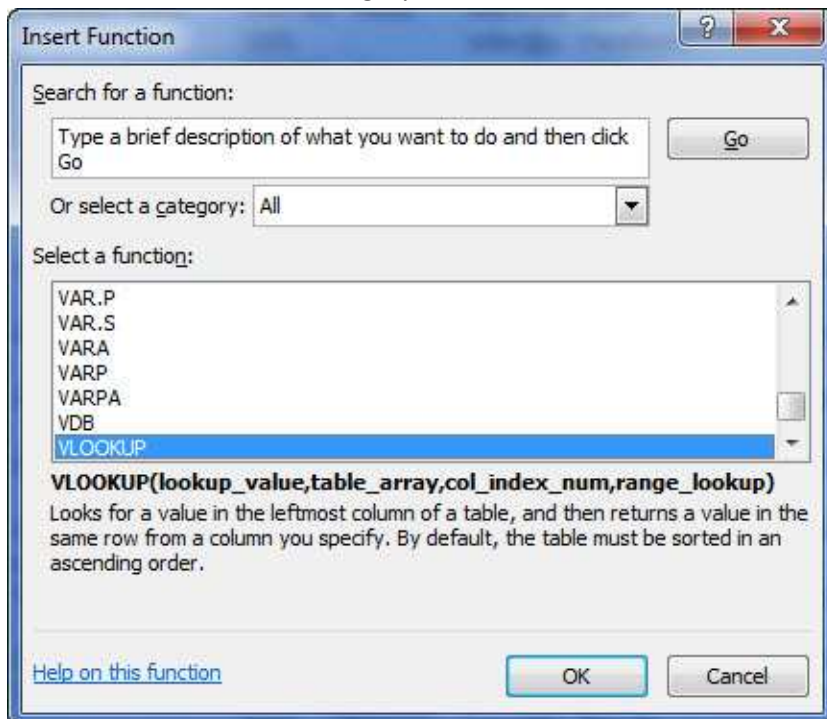 Insert Function
Search for a function:
Type a brief description of what you want to do and then click
Go
Go
Or select a category: All
Select a function:
VAR.P
VAR.S
VARA
VARP
VARPA
VDB
VLOOKUP
VLOOKUP(lookup_value,table_array,col_index_num,range_lookup)
Looks for a value in the leftmost column of a table, and then returns a value in the
same row from a column you specify. By default, the table must be sorted in an
ascending order.
Help on this function
OK
Cancel